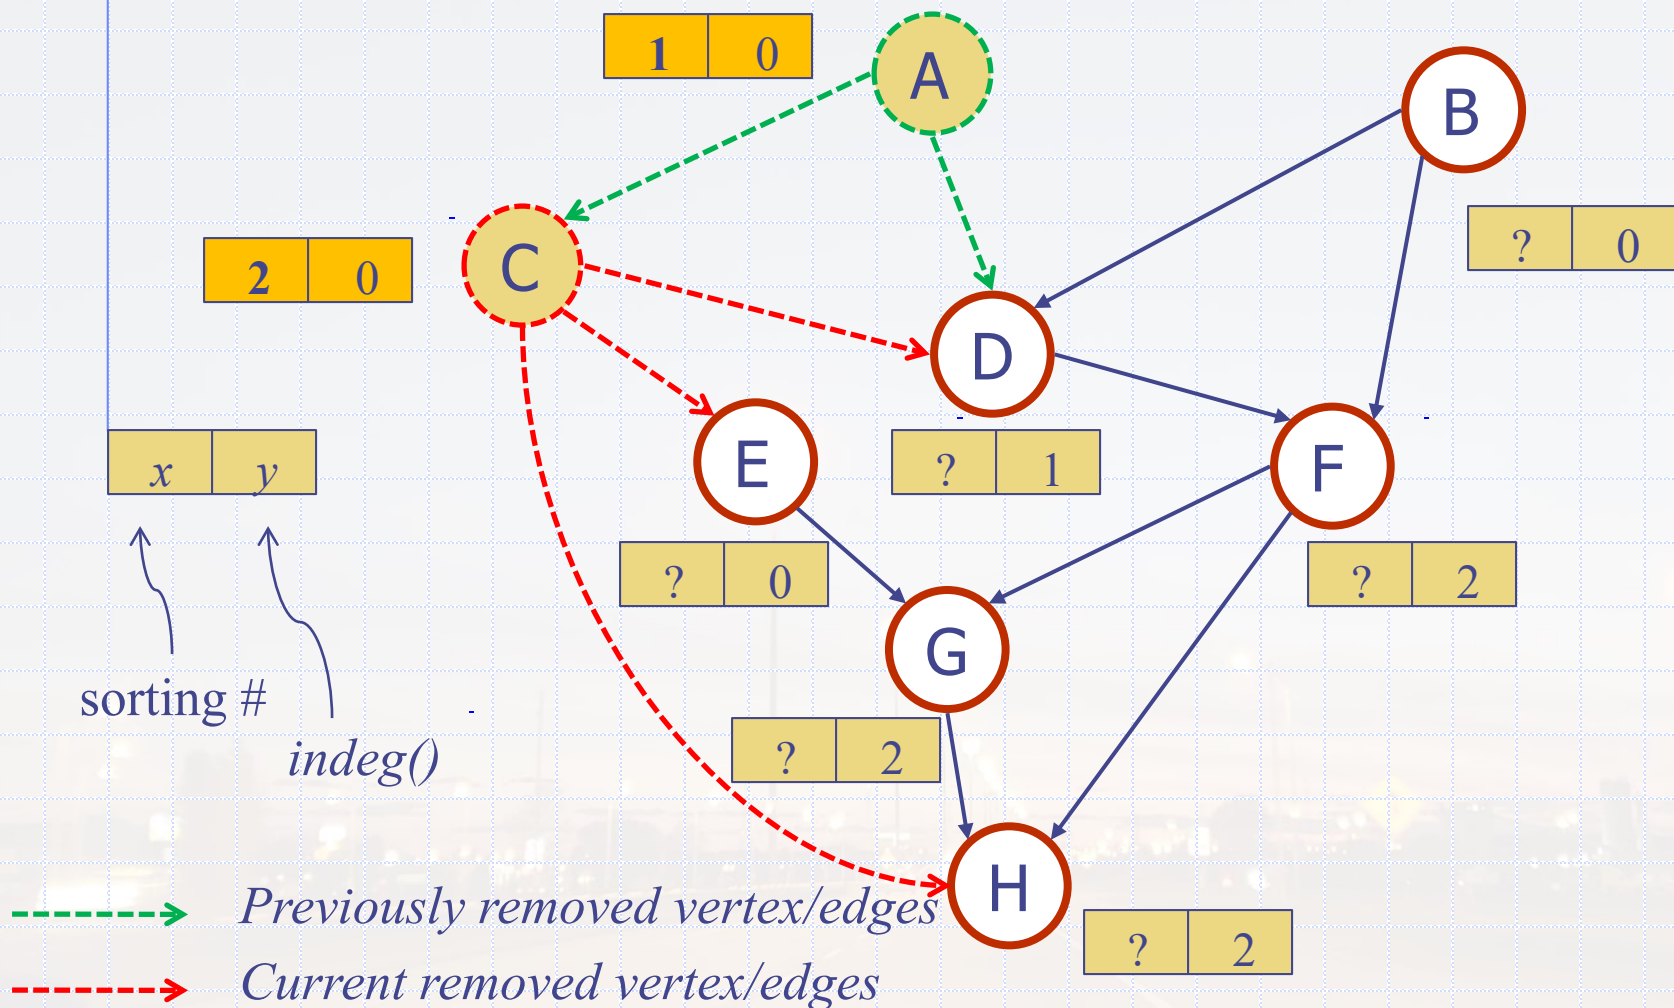 1 0
A
B
? 0
C
2 0
D
E
F
x y
? 1
? 0
? 2
G
sorting #
indeg()
? 2
H
Previously removed vertex/edges
? 2
Current removed vertex/edges